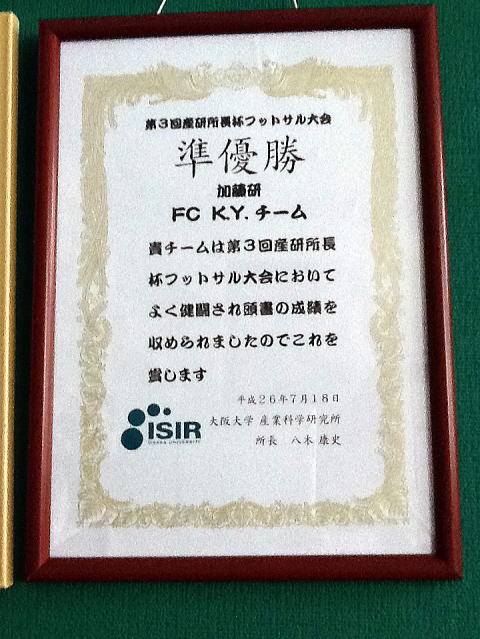 第3回産研所長杯フットサル大会
準優勝
加藤研
FC K.Y. チーム
貴チームは第3回産研所長
杯フットサル大会において
よく健闘され頭書の成績を
収められましたのでこれを
賞します
平成26年7月18日
大阪大学 産業科学研究所
所長 八木 康史
ISIR
OSAKA UNIVERSITY